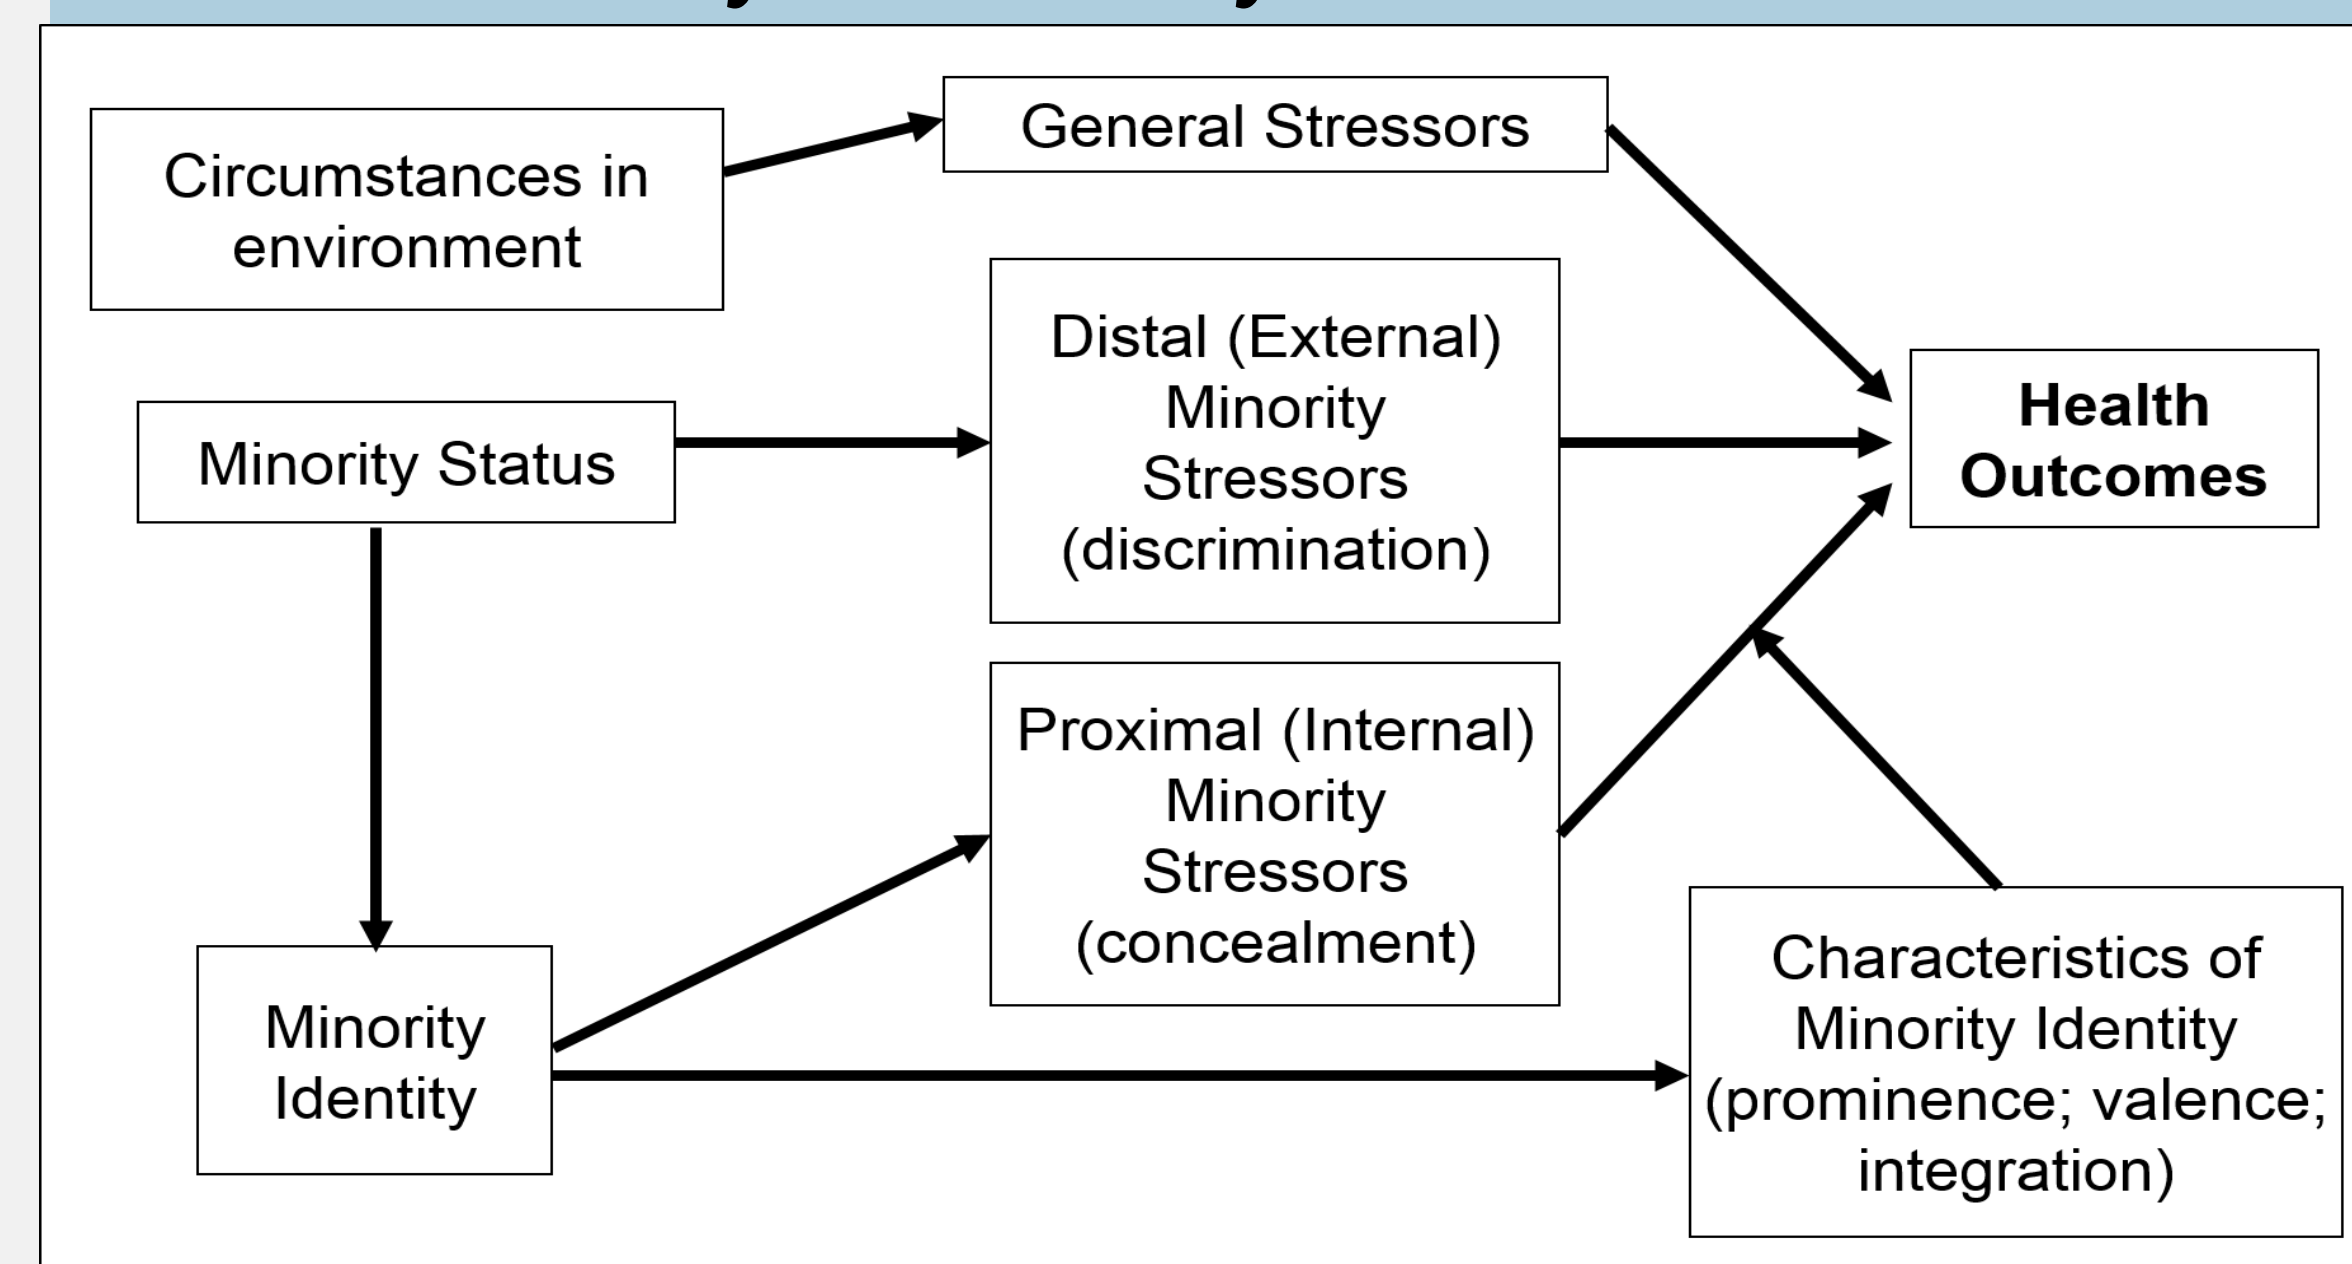 General Stressors
Circumstances in
environment
Distal (External)
Minority
Stressors
(discrimination)
Minority Status
Health
Outcomes
Proximal (Internal)
Minority
Stressors
(concealment)
Minority
Identity
Characteristics of
Minority Identity
(prominence; valence;
integration)